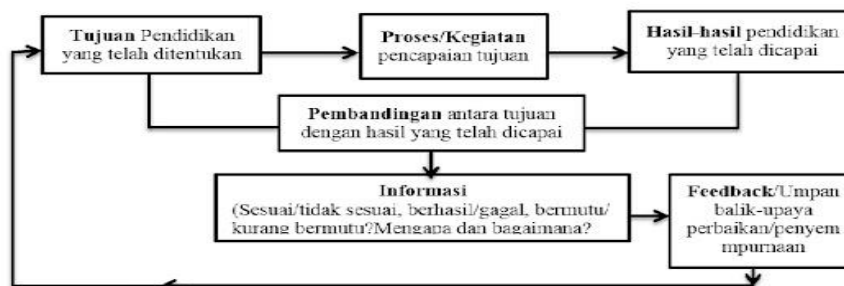 Tujuan Pendidikan
yang telah ditentukan
Proses/Kegiatan
pencapaian tujuan
Hasil-hasil pendidikan
yang telah dicapai
Pembandingan antara tujuan
dengan hasil yang telah dicapai
Informasi
(Sesuai/tidak sesuai, berhasil/gagal, bermutu/
kurang bermutu?Mengapa dan bagaimana?
Feedback/Umpan
balik-upaya
perbaikan/penyem
mpurnaan